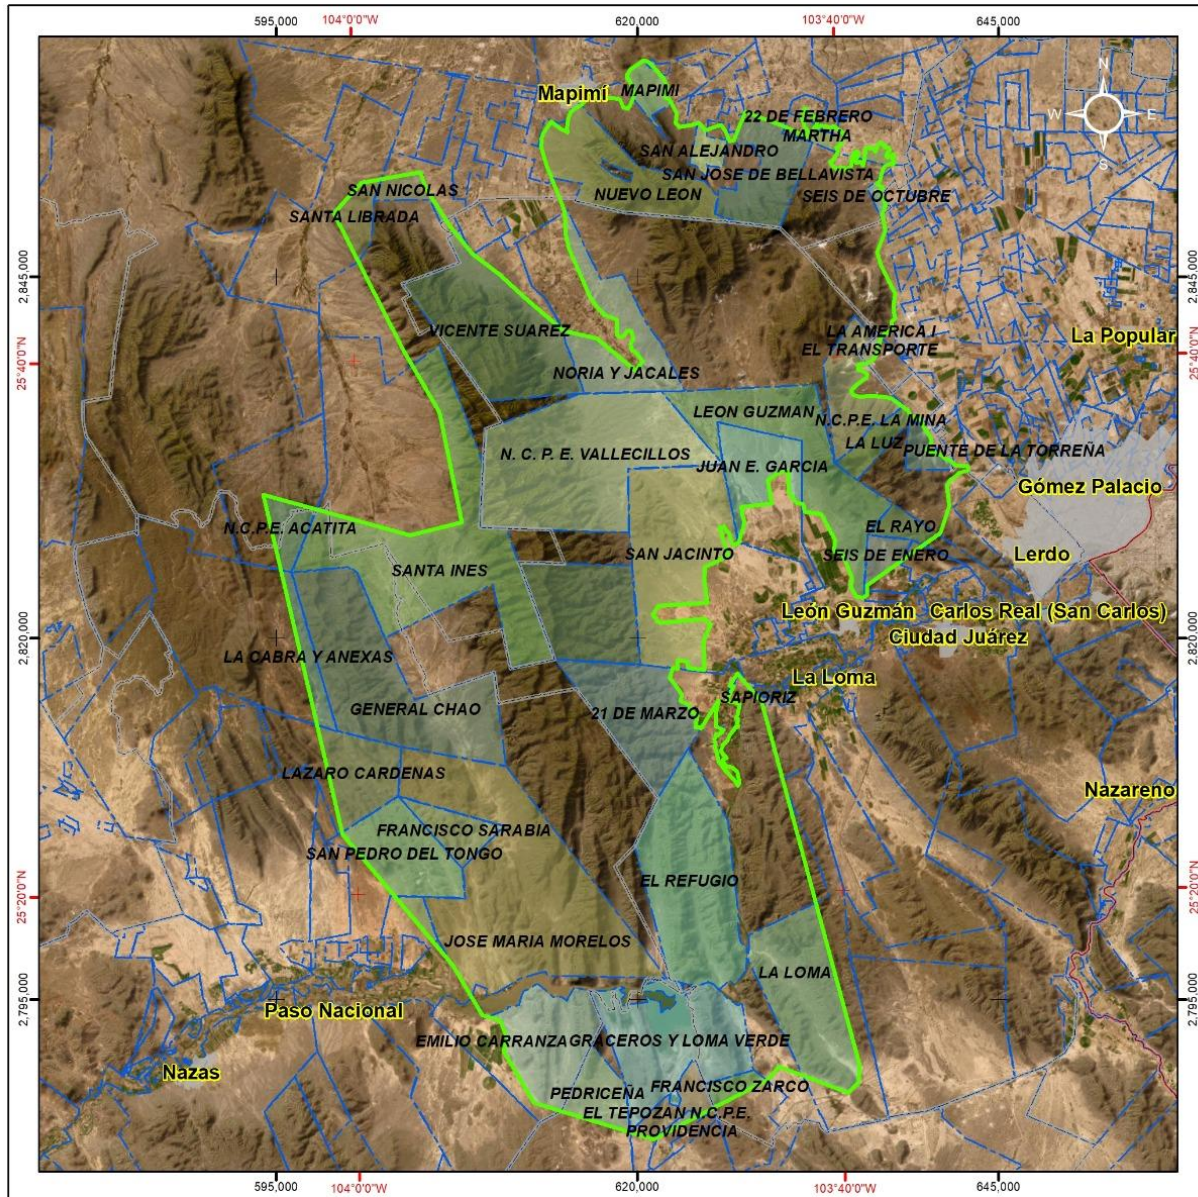 595,000
104°0'0"W
620,000
103°40'0"W
645,000
N
W
E
S
Mapimí
MAPIMI
22 DE FEBRERO
MARTHA
SAN ALEJANDRO
SAN JOSE DE BELLAVISTA
SAN NICOLAS
NUEVO LEON
SEIS DE OCTUBRE
SANTA LIBRADA
2,845,000
2,845,000
VICENTE SUAREZ
LA AMERICA I
La Popular
EL TRANSPORTE
25°40'0"N
25°40'0"N
NORIA Y JACALES
LEON GUZMAN
N.C.P.E. LA MINA
LA LUZ
PUENTE DE LA TORREÑA
N. C. P. E. VALLECILLOS
JUAN E. GARCIA
Gómez Palacio
N.C.P.E. ACATITA
EL RAYO
SAN JACINTO
SEIS DE ENERO
Lerdo
SANTA INES
León Guzmán
Carlos Real (San Carlos)
Ciudad Juárez
2,820,000
2,820,000
LA CABRA Y ANEXAS
La Loma
SAPIORIZ
GENERAL CHAO
21 DE MARZO
LAZARO CARDENAS
Nazareno
FRANCISCO SARABIA
SAN PEDRO DEL TONGO
EL REFUGIO
25°20'0"N
25°20'0"N
JOSE MARIA MORELOS
LA LOMA
2,795,000
2,795,000
Paso Nacional
EMILIO CARRANZA
GRACEROS Y LOMA VERDE
Nazas
PEDRICEÑA
FRANCISCO ZARCO
EL TEPOZAN N.C.P.E.
PROVIDENCIA
595,000
104°0'0"W
620,000
103°40'0"W
645,000